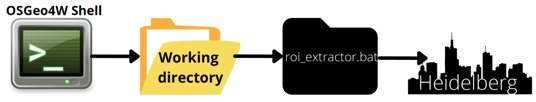 OSGeo4W Shell
>_
Working
directory
roi_extractor.bat
Heidelberg